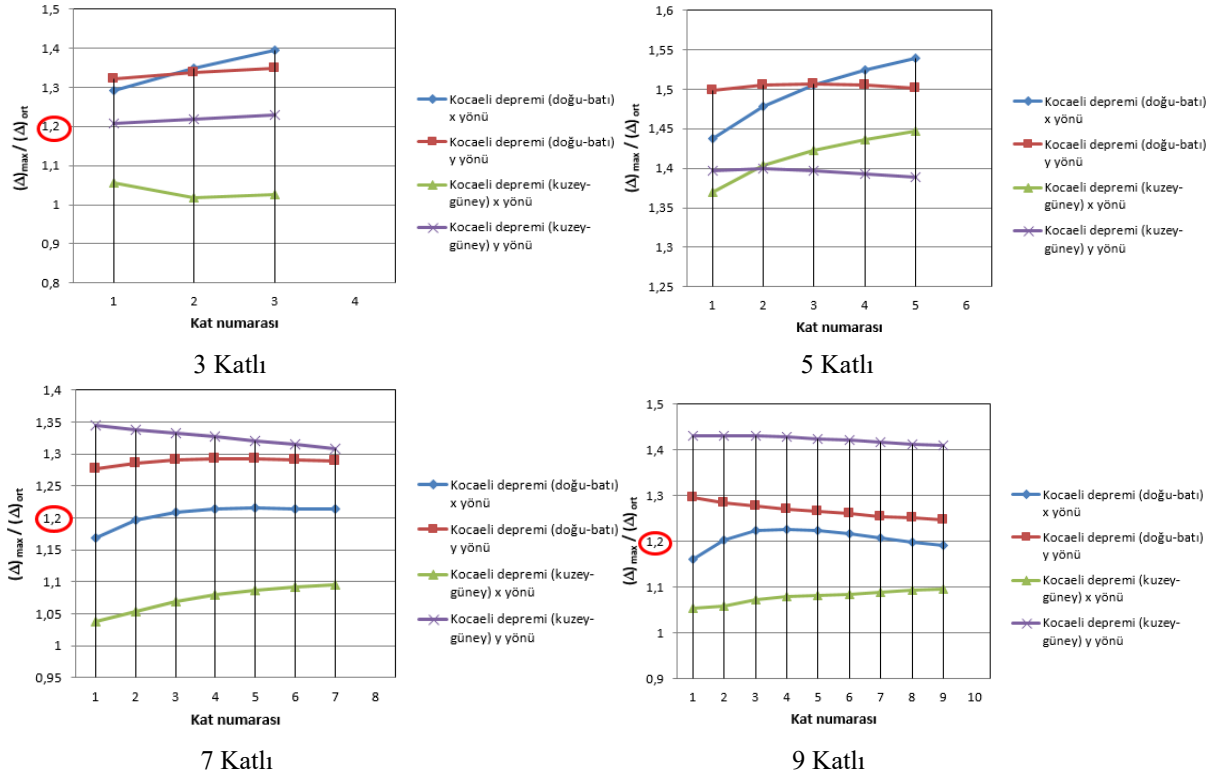 1,5
1,4
1,3
1,2
1,1
1
0,9
0,8
(Δ)max / (Δ)ort
1 2 3 4
Kat numarası
Kocaeli depremi (doğu-batı)
x yönü
Kocaeli depremi (doğu-batı)
y yönü
Kocaeli depremi (kuzey-
güney) x yönü
Kocaeli depremi (kuzey-
güney) y yönü
3 Katlı
1,6
1,55
1,5
1,45
1,4
1,35
1,3
1,25
(Δ)max / (Δ)ort
1 2 3 4 5 6
Kat numarası
Kocaeli depremi (doğu-batı)
x yönü
Kocaeli depremi (doğu-batı)
y yönü
Kocaeli depremi (kuzey-
güney) x yönü
Kocaeli depremi (kuzey-
güney) y yönü
5 Katlı
1,4
1,35
1,3
1,25
1,2
1,15
1,1
1,05
1
0,95
(Δ)max / (Δ)ort
1 2 3 4 5 6 7 8
Kat numarası
Kocaeli depremi (doğu-batı)
x yönü
Kocaeli depremi (doğu-batı)
y yönü
Kocaeli depremi (kuzey-
güney) x yönü
Kocaeli depremi (kuzey-
güney) y yönü
7 Katlı
1,5
1,4
1,3
1,2
1,1
1
0,9
(Δ)max / (Δ)ort
1 2 3 4 5 6 7 8 9 10
Kat numarası
Kocaeli depremi (doğu-batı)
x yönü
Kocaeli depremi (doğu-batı)
y yönü
Kocaeli depremi (kuzey-
güney) x yönü
Kocaeli depremi (kuzey-
güney) y yönü
9 Katlı